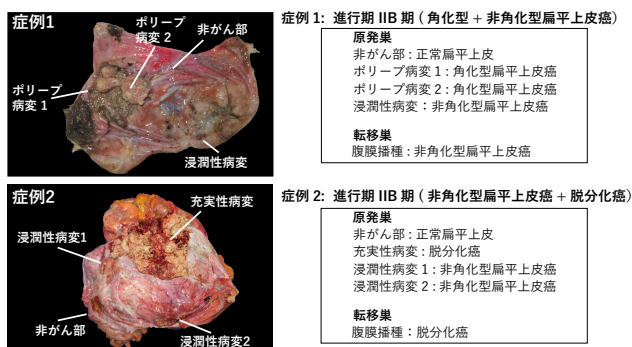 症例1
ポリープ
病変 2
非がん部
ポリープ
病変 1
浸潤性病変
症例 1: 進行期 IIB 期 ( 角化型 + 非角化型扁平上皮癌 )
原発巣
非がん部 : 正常扁平上皮
ポリープ病変 1 : 角化型扁平上皮癌
ポリープ病変 2 : 角化型扁平上皮癌
浸潤性病変 : 非角化型扁平上皮癌
転移巣
腹膜播種 : 非角化型扁平上皮癌
症例2
充実性病変
浸潤性病変1
非がん部
浸潤性病変2
症例 2: 進行期 IIB 期 ( 非角化型扁平上皮癌 + 脱分化癌 )
原発巣
非がん部 : 正常扁平上皮
充実性病変 : 脱分化癌
浸潤性病変 1 : 非角化型扁平上皮癌
浸潤性病変 2 : 非角化型扁平上皮癌
転移巣
腹膜播種 : 脱分化癌